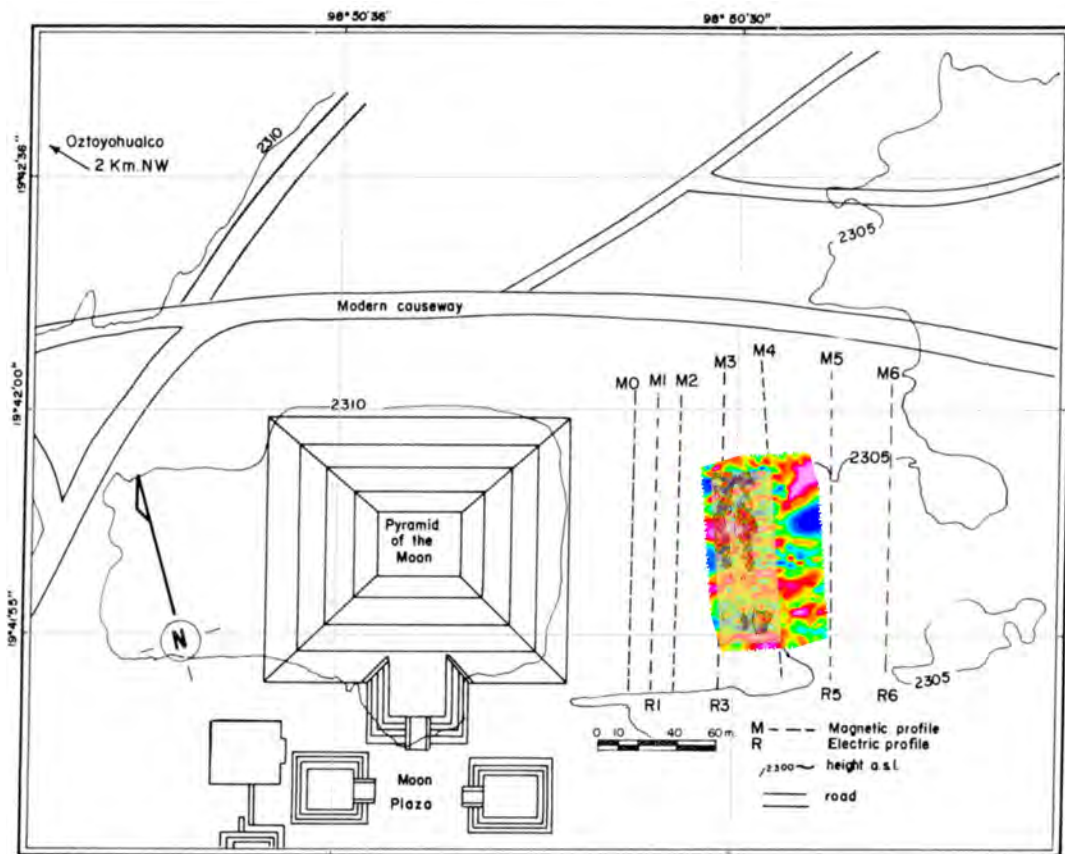 98°50'36"
98°50'30"
Oztoyohualco
2 Km.NW
2310
19°42'36"
2305
Modern causeway
M0
M1
M2
M3
M4
M5
M6
19°42'00"
2310
2305
Pyramid
of the
Moon
N
19°41'55"
2305
R1
R3
R5
R6
M - - - - Magnetic profile
R Electric profile
0 10 20 40 60 m.
2300 height a.s.l.
road
Moon
Plaza